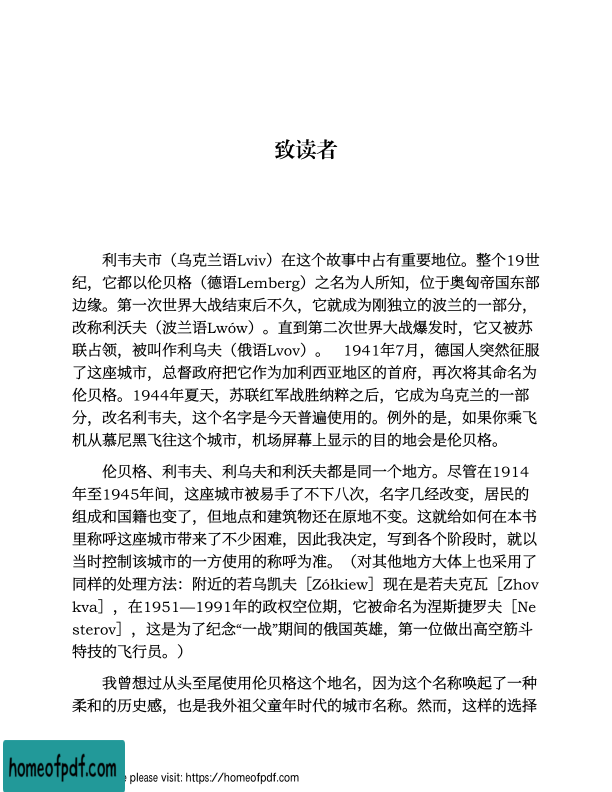 致读者
利韦夫市（乌克兰语Lviv）在这个故事中占有重要地位。整个19世
纪，它都以伦贝格（德语Lemberg）之名为人所知，位于奥匈帝国东部
边缘。第一次世界大战结束后不久，它就成为刚独立的波兰的一部分，
改称利沃夫（波兰语Lwów）。直到第二次世界大战爆发时，它又被苏
联占领，被叫作利乌夫（俄语Lvov）。 1941年7月，德国人突然征服
了这座城市，总督政府把它作为加利西亚地区的首府，再次将其命名为
伦贝格。1944年夏天，苏联红军战胜纳粹之后，它成为乌克兰的一部
分，改名利韦夫，这个名字是今天普遍使用的。例外的是，如果你乘飞
机从慕尼黑飞往这个城市，机场屏幕上显示的目的地会是伦贝格。
伦贝格、利韦夫、利乌夫和利沃夫都是同一个地方。尽管在1914
年至1945年间，这座城市被易手了不下八次，名字几经改变，居民的
组成和国籍也变了，但地点和建筑物还在原地不变。这就给如何在本书
里称呼这座城市带来了不少困难，因此我决定，写到各个阶段时，就以
当时控制该城市的一方使用的称呼为准。（对其他地方大体上也采用了
同样的处理方法：附近的若乌凯夫［Zółkiew］现在是若夫克瓦［Zhov
kva］，在1951—1991年的政权空位期，它被命名为涅斯捷罗夫［Ne
sterov］，这是为了纪念“一战”期间的俄国英雄，第一位做出高空筋斗
特技的飞行员。）
我曾想过从头至尾使用伦贝格这个地名，因为这个名称唤起了一种
柔和的历史感，也是我外祖父童年时代的城市名称。然而，这样的选择
homeofpdf.com
e please visit: https://homeofpdf.com